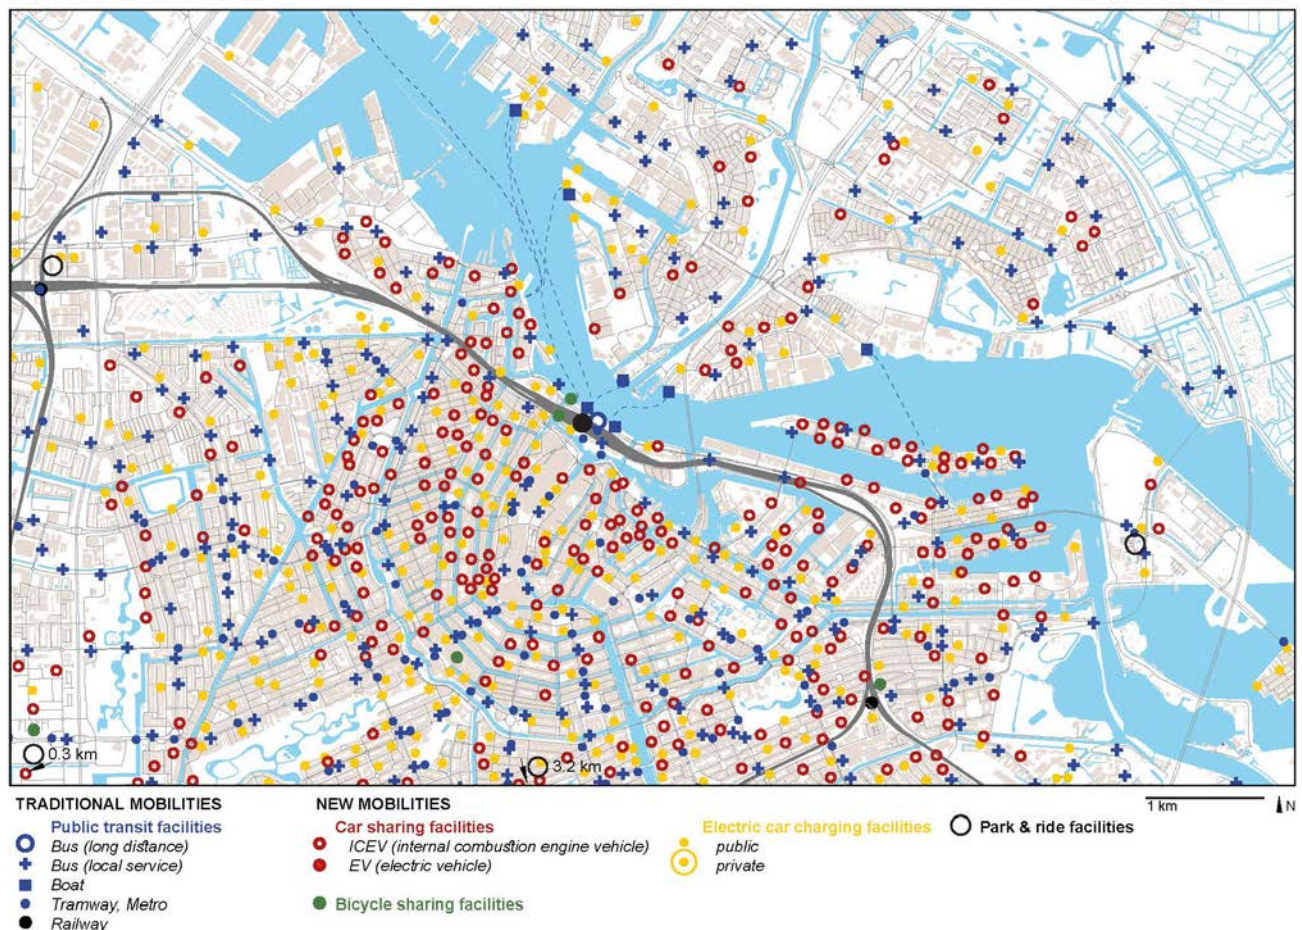 0.3 km
3.2 km
1 km
N
TRADITIONAL MOBILITIES
Public transit facilities
Bus (long distance)
Bus (local service)
Boat
Tramway, Metro
Railway
NEW MOBILITIES
Car sharing facilities
ICEV (internal combustion engine vehicle)
EV (electric vehicle)
Bicycle sharing facilities
Electric car charging facilities
public
private
Park & ride facilities